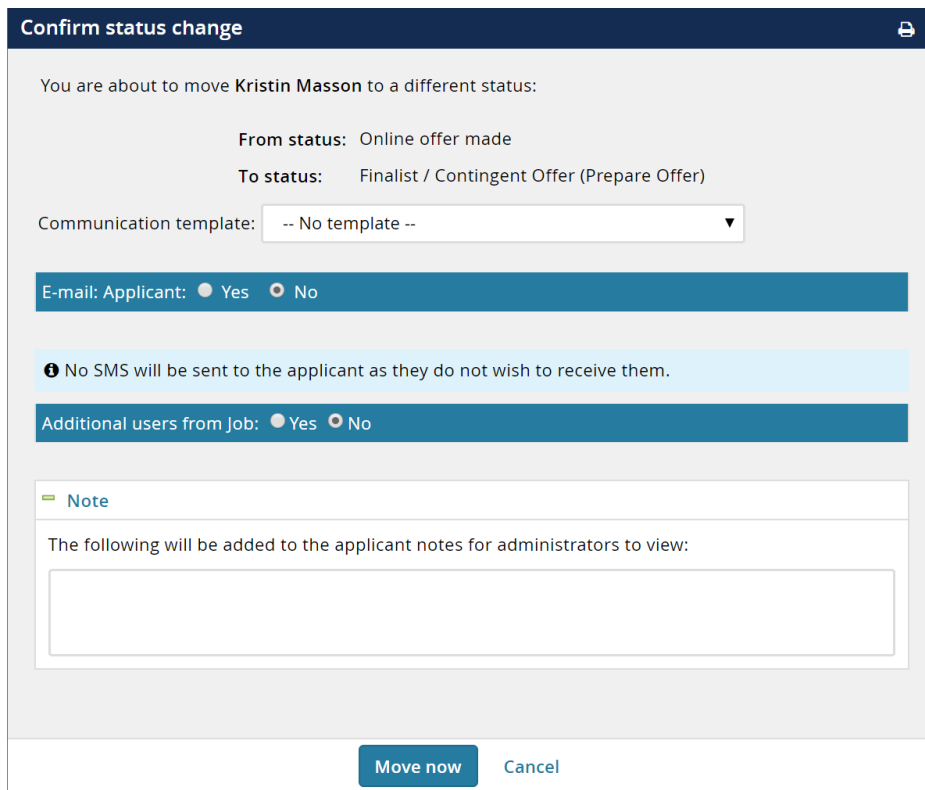 Confirm status change
You are about to move Kristin Masson to a different status:
From status: Online offer made
To status: Finalist / Contingent Offer (Prepare Offer)
Communication template: -- No template --
E-mail: Applicant: Yes No
No SMS will be sent to the applicant as they do not wish to receive them.
Additional users from Job: Yes No
Note
The following will be added to the applicant notes for administrators to view:
Move now Cancel